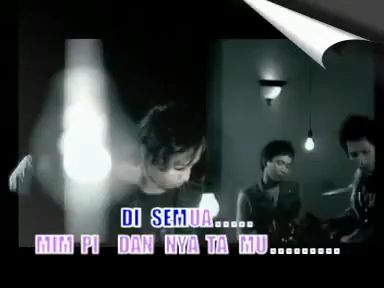 DI SEMUA.....
MIM PI DAN NYA TA MU.........